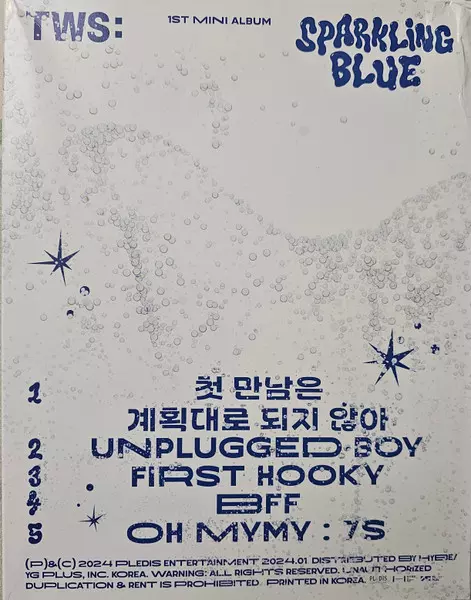 TWS:
1ST MINI ALBUM
SPARKLING
BLUE
1 첫 만남은
계획대로 되지 않아
2 UNPLUGGED BOY
3 FIRST HOOKY
4 BFF
5 OH MYMY : 7S
(P)&(C) 2024 PLEDIS ENTERTAINMENT 2024.01 DISTRIBUTED BY HYBE/
YG PLUS, INC. KOREA. WARNING: ALL RIGHTS RESERVED. UNAUTHORIZED
DUPLICATION & RENT IS PROHIBITED. PRINTED IN KOREA.